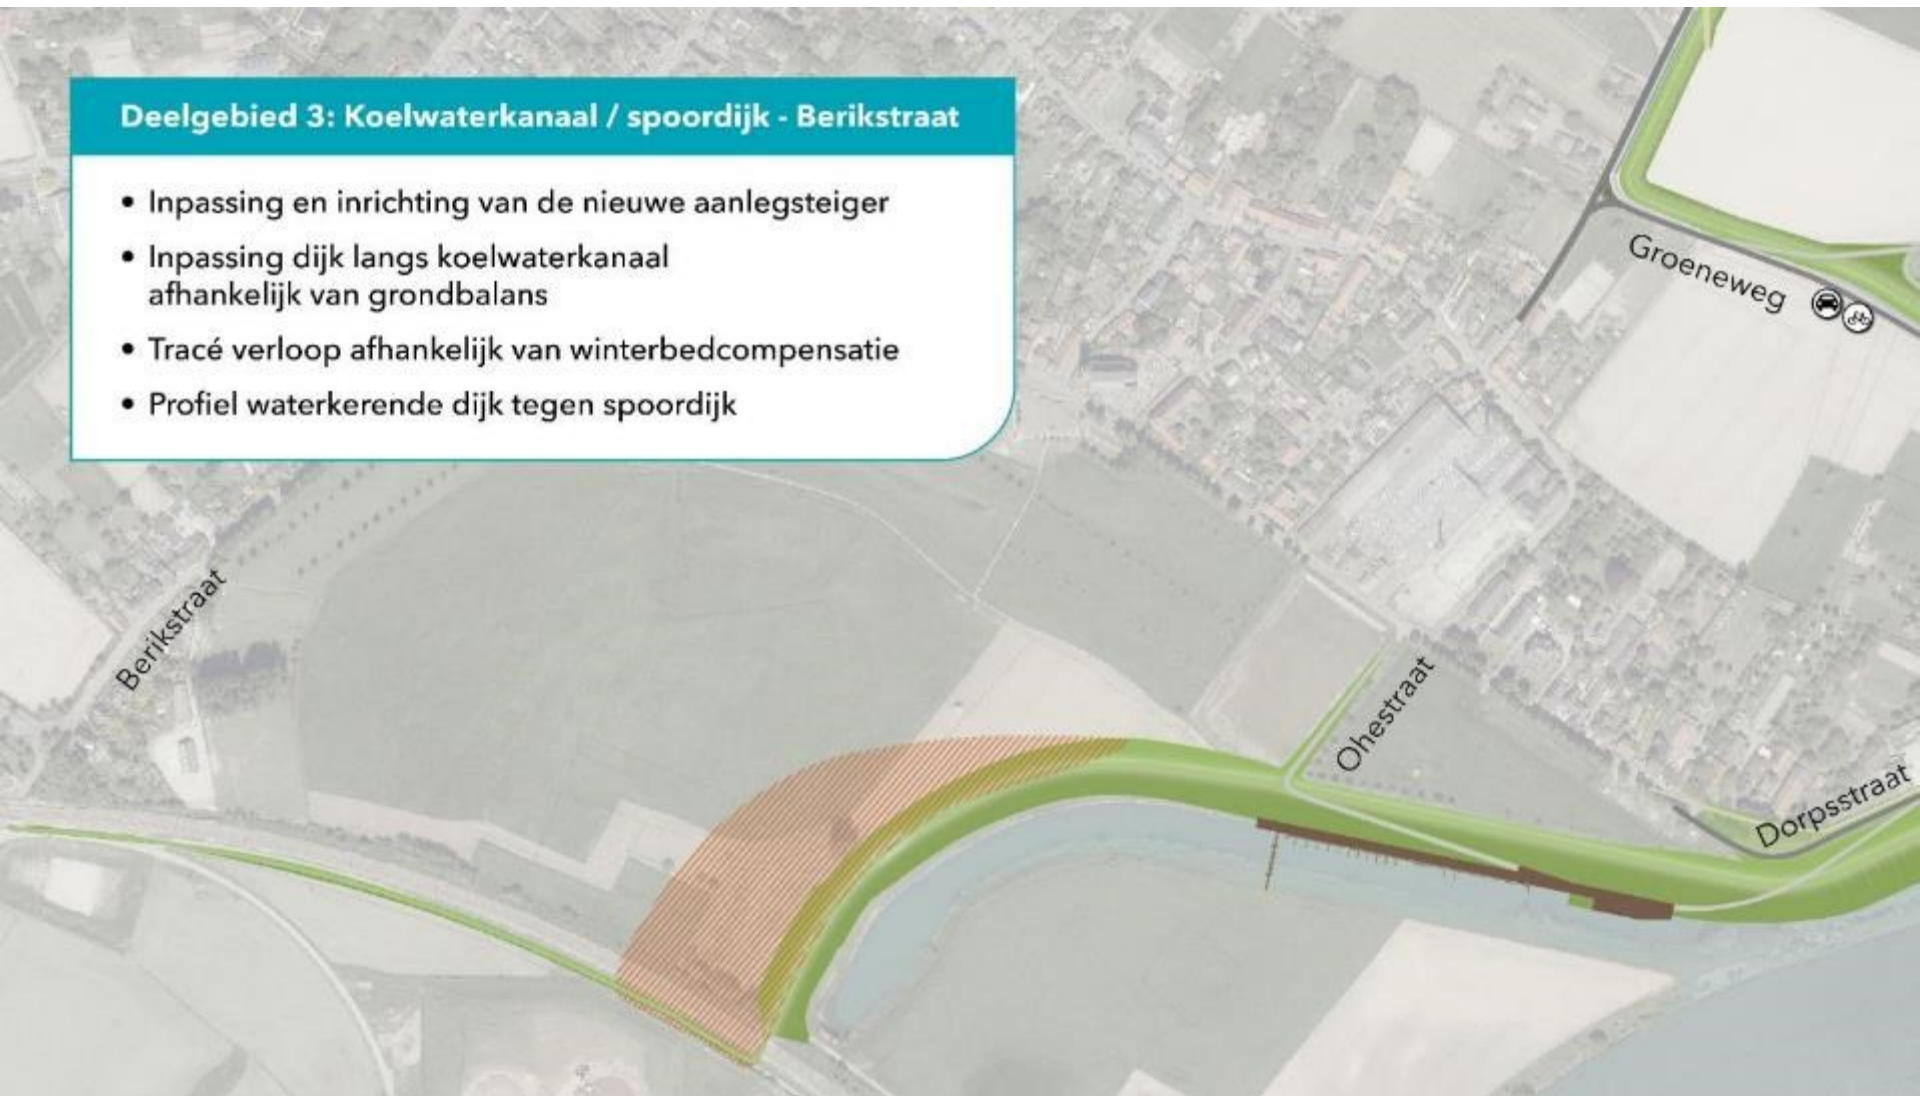 Deelgebied 3: Koelwaterkanaal / spoordijk - Berikstraat
• Inpassing en inrichting van de nieuwe aanlegsteiger
• Inpassing dijk langs koelwaterkanaal
afhankelijk van grondbalans
• Tracé verloop afhankelijk van winterbedcompensatie
• Profiel waterkerende dijk tegen spoordijk
Groeneweg
Berikstraat
Ohestraat
Dorpsstraat